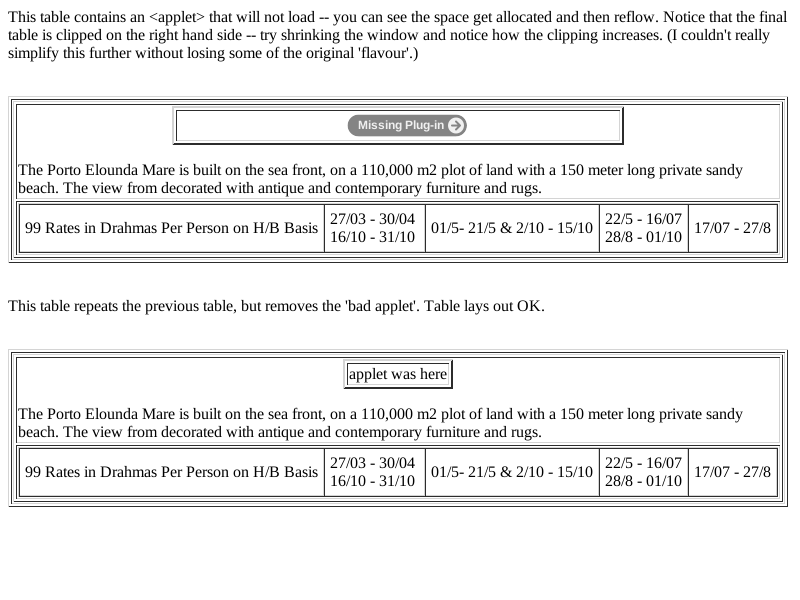 This table contains an <applet> that will not load -- you can see the space get allocated and then reflow. Notice that the final
table is clipped on the right hand side -- try shrinking the window and notice how the clipping increases. (I couldn't really
simplify this further without losing some of the original 'flavour'.)
Missing Plug-in
The Porto Elounda Mare is built on the sea front, on a 110,000 m2 plot of land with a 150 meter long private sandy
beach. The view from decorated with antique and contemporary furniture and rugs.
99 Rates in Drahmas Per Person on H/B Basis 27/03 - 30/04 16/10 - 31/10 01/5- 21/5 & 2/10 - 15/10 22/5 - 16/07 28/8 - 01/10 17/07 - 27/8
This table repeats the previous table, but removes the 'bad applet'. Table lays out OK.
applet was here
The Porto Elounda Mare is built on the sea front, on a 110,000 m2 plot of land with a 150 meter long private sandy
beach. The view from decorated with antique and contemporary furniture and rugs.
99 Rates in Drahmas Per Person on H/B Basis 27/03 - 30/04 16/10 - 31/10 01/5- 21/5 & 2/10 - 15/10 22/5 - 16/07 28/8 - 01/10 17/07 - 27/8